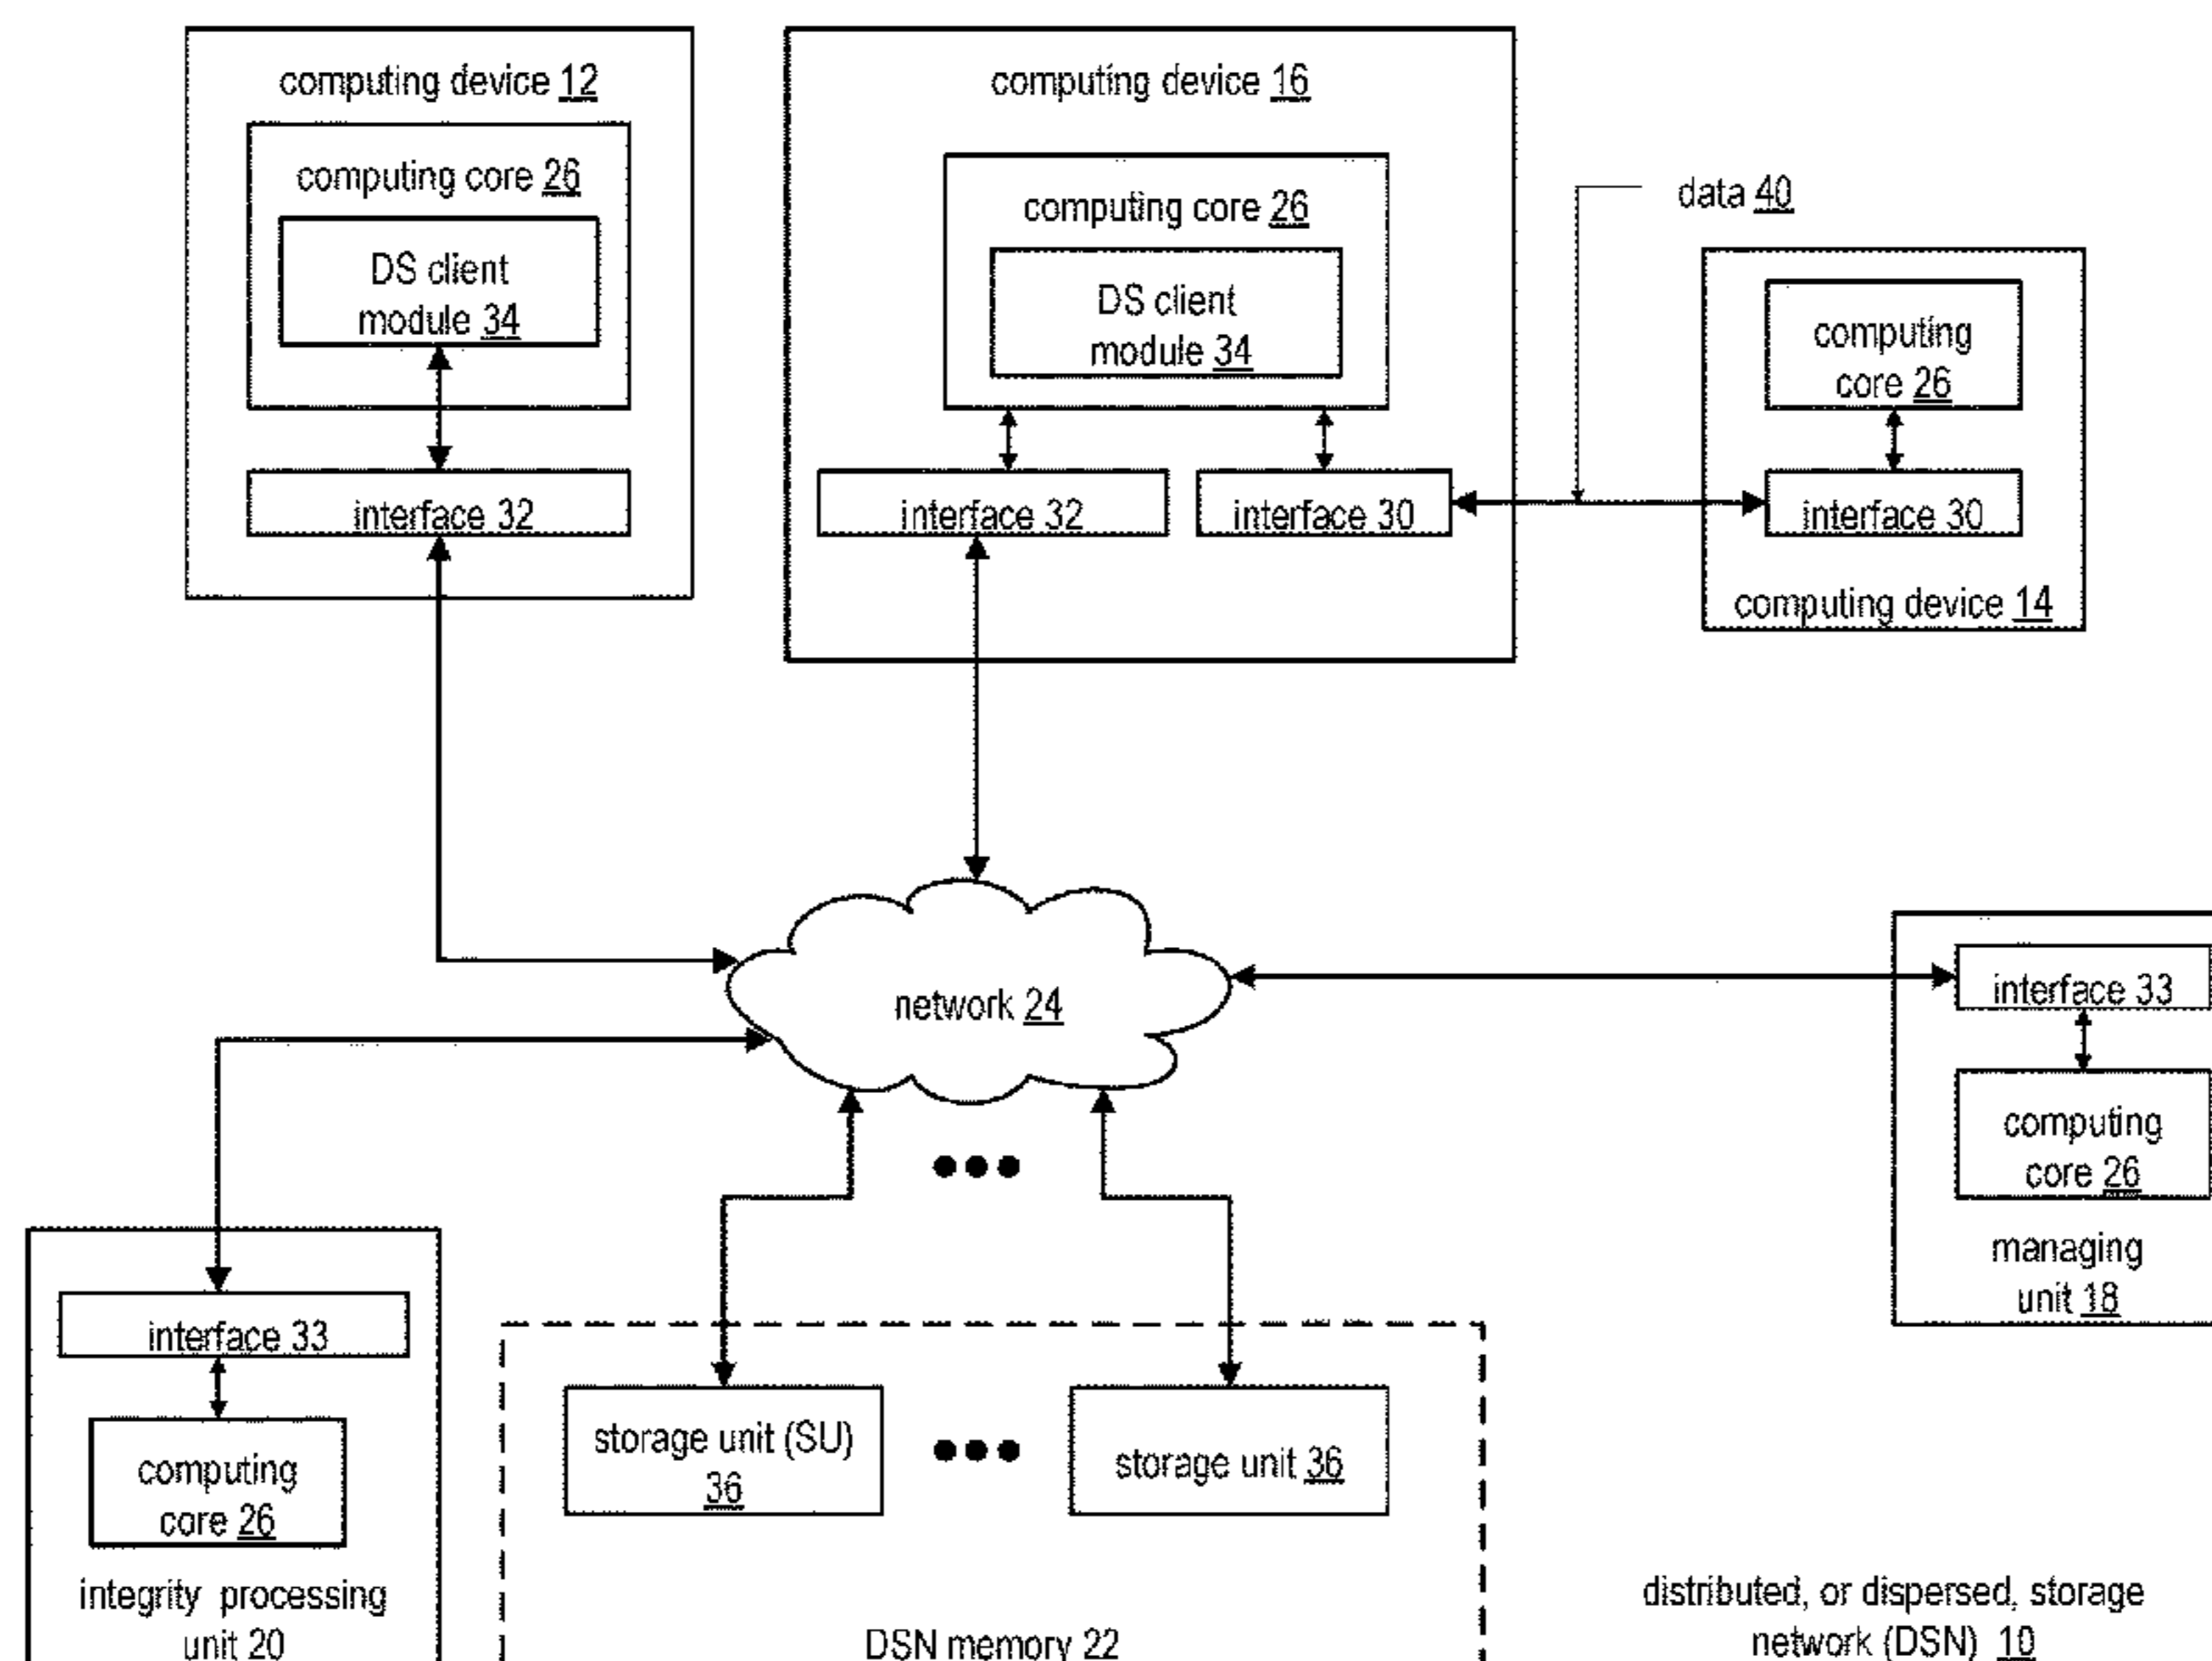 computing device 12
computing core 26
DS client
module 34
interface 32
computing device 16
computing core 26
DS client
module 34
interface 32
interface 30
data 40
computing
core 26
interface 30
computing device 14
network 24
interface 33
computing
core 26
managing
unit 18
interface 33
computing
core 26
integrity processing
unit 20
storage unit (SU)
36
storage unit 36
DSN memory 22
distributed, or dispersed, storage
network (DSN) 10